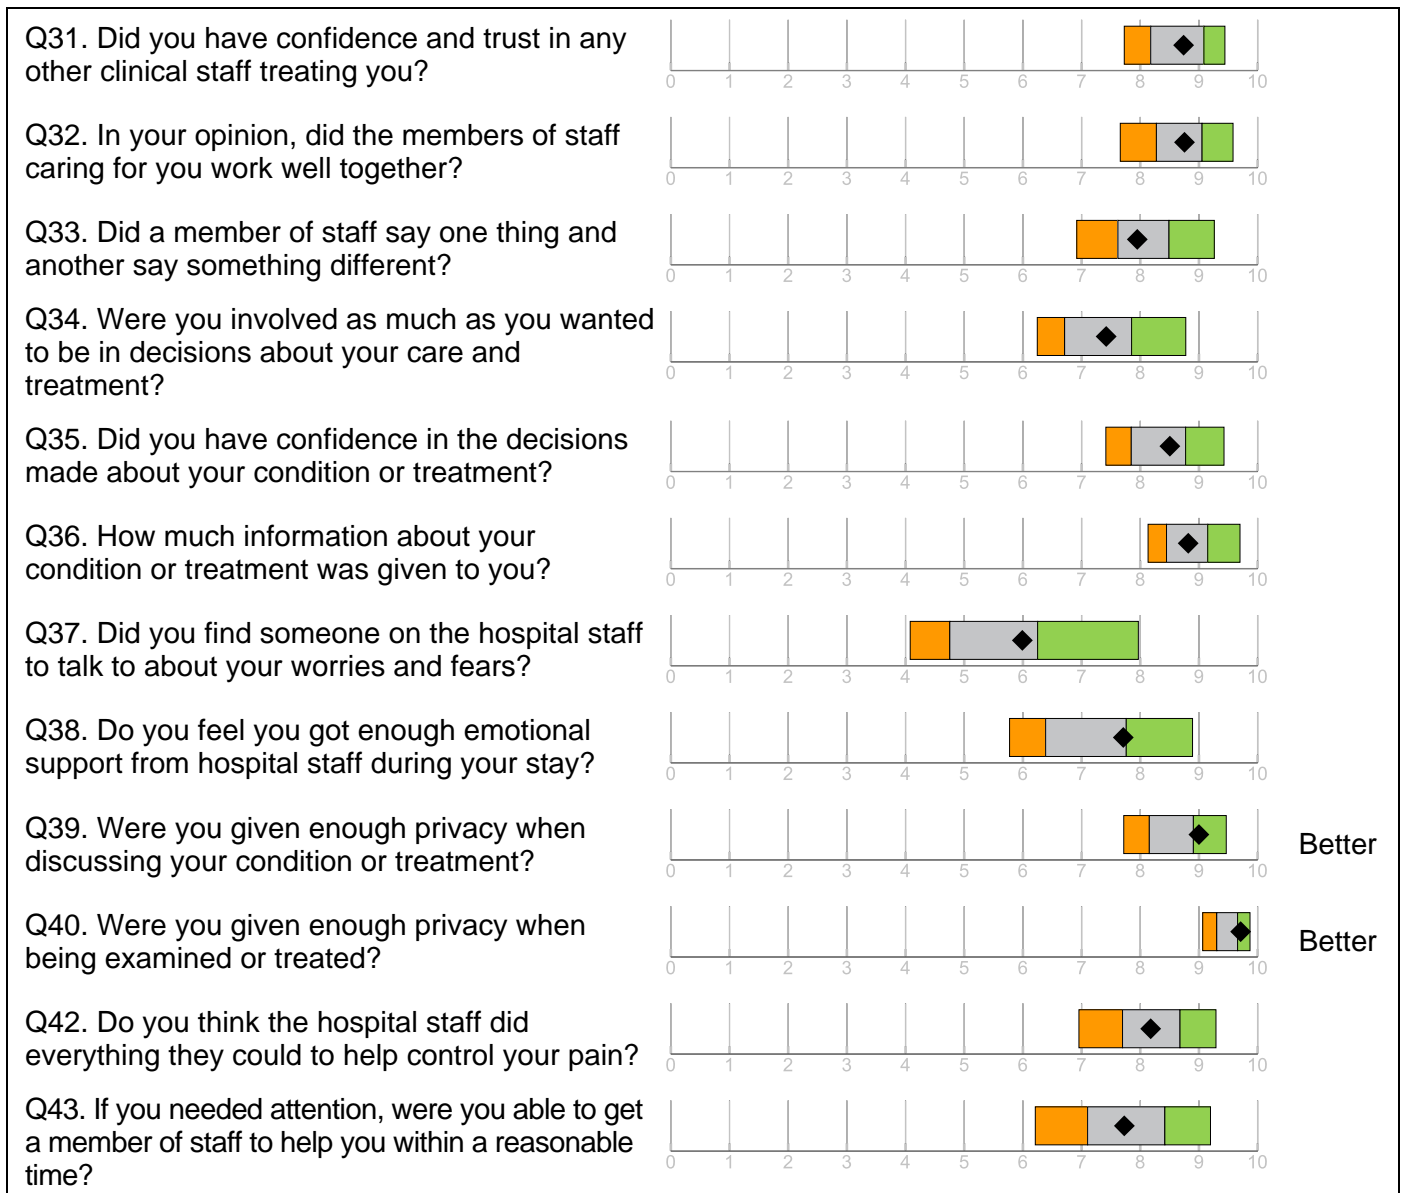 Q31. Did you have confidence and trust in any
other clinical staff treating you?
0 1 2 3 4 5 6 7 8 9 10
Q32. In your opinion, did the members of staff
caring for you work well together?
0 1 2 3 4 5 6 7 8 9 10
Q33. Did a member of staff say one thing and
another say something different?
0 1 2 3 4 5 6 7 8 9 10
Q34. Were you involved as much as you wanted
to be in decisions about your care and
treatment?
0 1 2 3 4 5 6 7 8 9 10
Q35. Did you have confidence in the decisions
made about your condition or treatment?
0 1 2 3 4 5 6 7 8 9 10
Q36. How much information about your
condition or treatment was given to you?
0 1 2 3 4 5 6 7 8 9 10
Q37. Did you find someone on the hospital staff
to talk to about your worries and fears?
0 1 2 3 4 5 6 7 8 9 10
Q38. Do you feel you got enough emotional
support from hospital staff during your stay?
0 1 2 3 4 5 6 7 8 9 10
Q39. Were you given enough privacy when
discussing your condition or treatment?
0 1 2 3 4 5 6 7 8 9 10
Better
Q40. Were you given enough privacy when
being examined or treated?
0 1 2 3 4 5 6 7 8 9 10
Better
Q42. Do you think the hospital staff did
everything they could to help control your pain?
0 1 2 3 4 5 6 7 8 9 10
Q43. If you needed attention, were you able to get
a member of staff to help you within a reasonable
time?
0 1 2 3 4 5 6 7 8 9 10